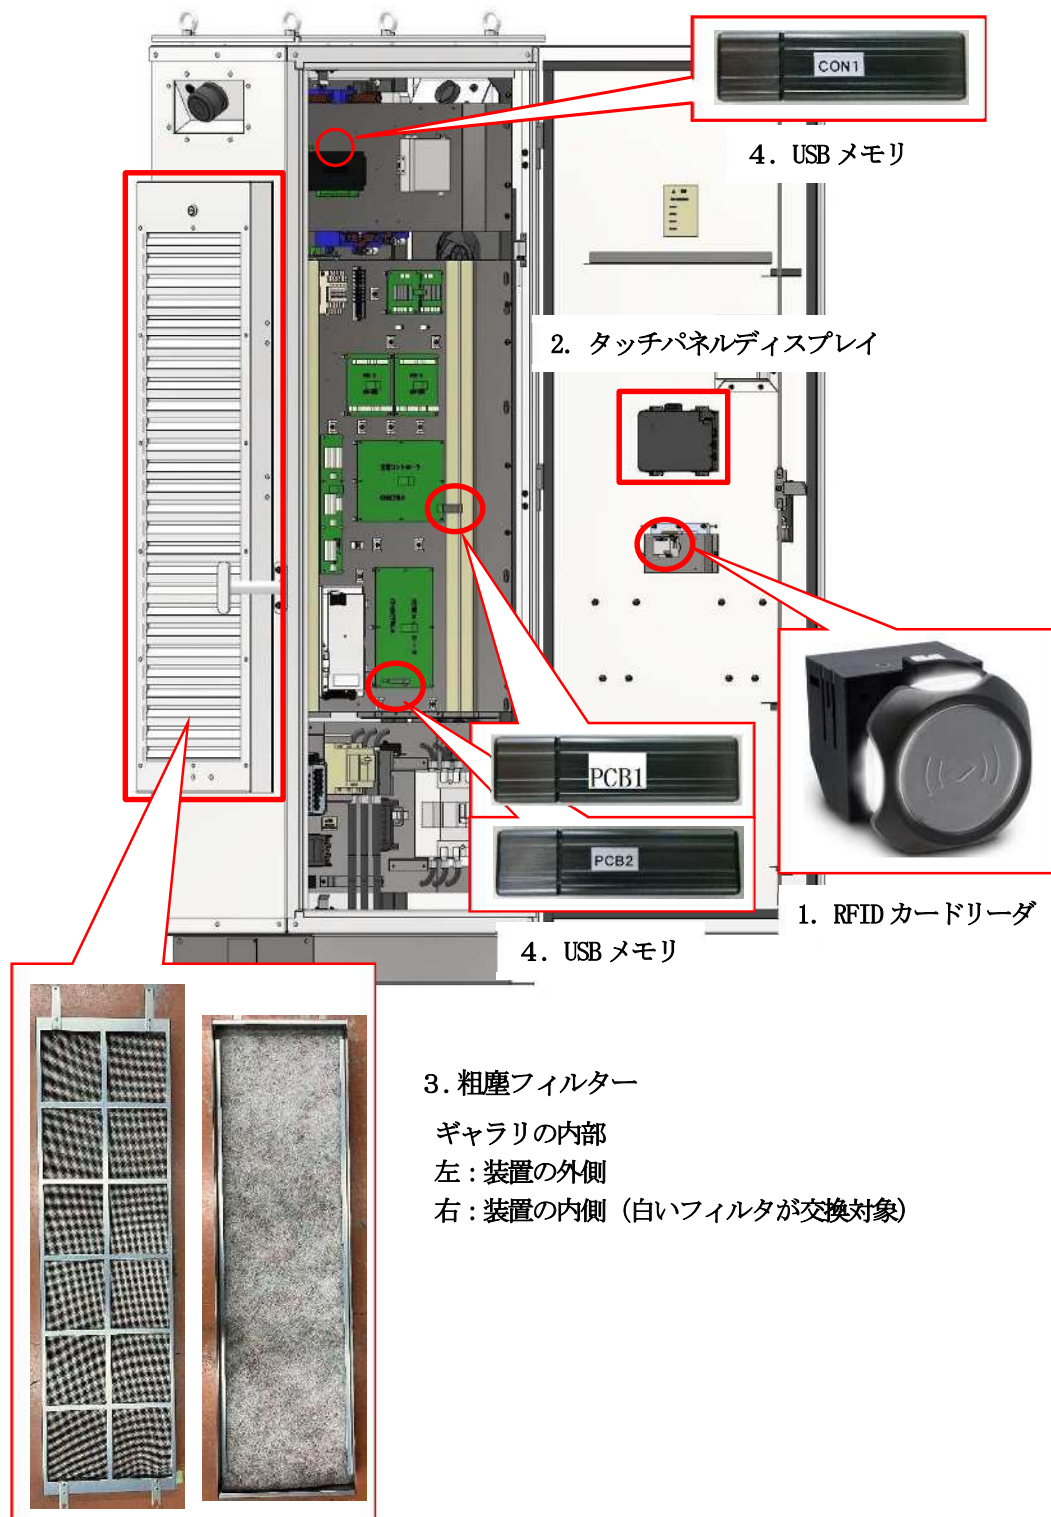 CON1
4. USB メモリ
2. タッチパネルディスプレイ
PCB1
PCB2
1. RFID カードリーダ
4. USB メモリ
3. 粗塵フィルター
ギャラリの内部
左：装置の外側
右：装置の内側（白いフィルタが交換対象）